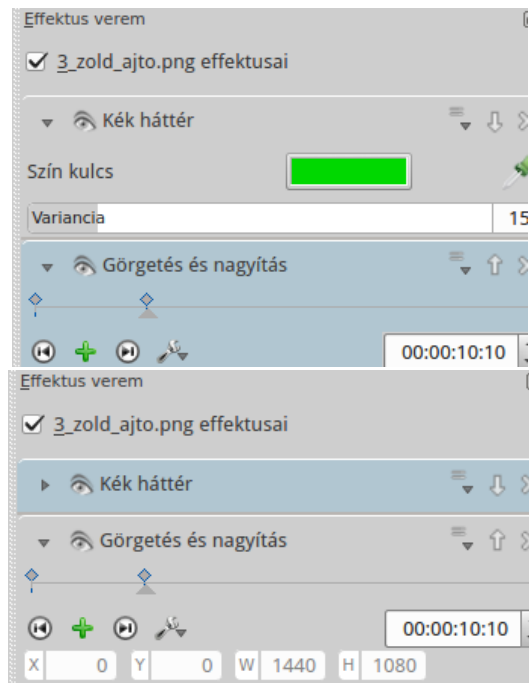 Effektus verem
3_zold_ajto.png effektusai
Kék háttér
Szín kulcs
Variancia 15
Görgetés és nagyítás
00:00:10:10
Effektus verem
3_zold_ajto.png effektusai
Kék háttér
Görgetés és nagyítás
00:00:10:10
X 0 Y 0 W 1440 H 1080